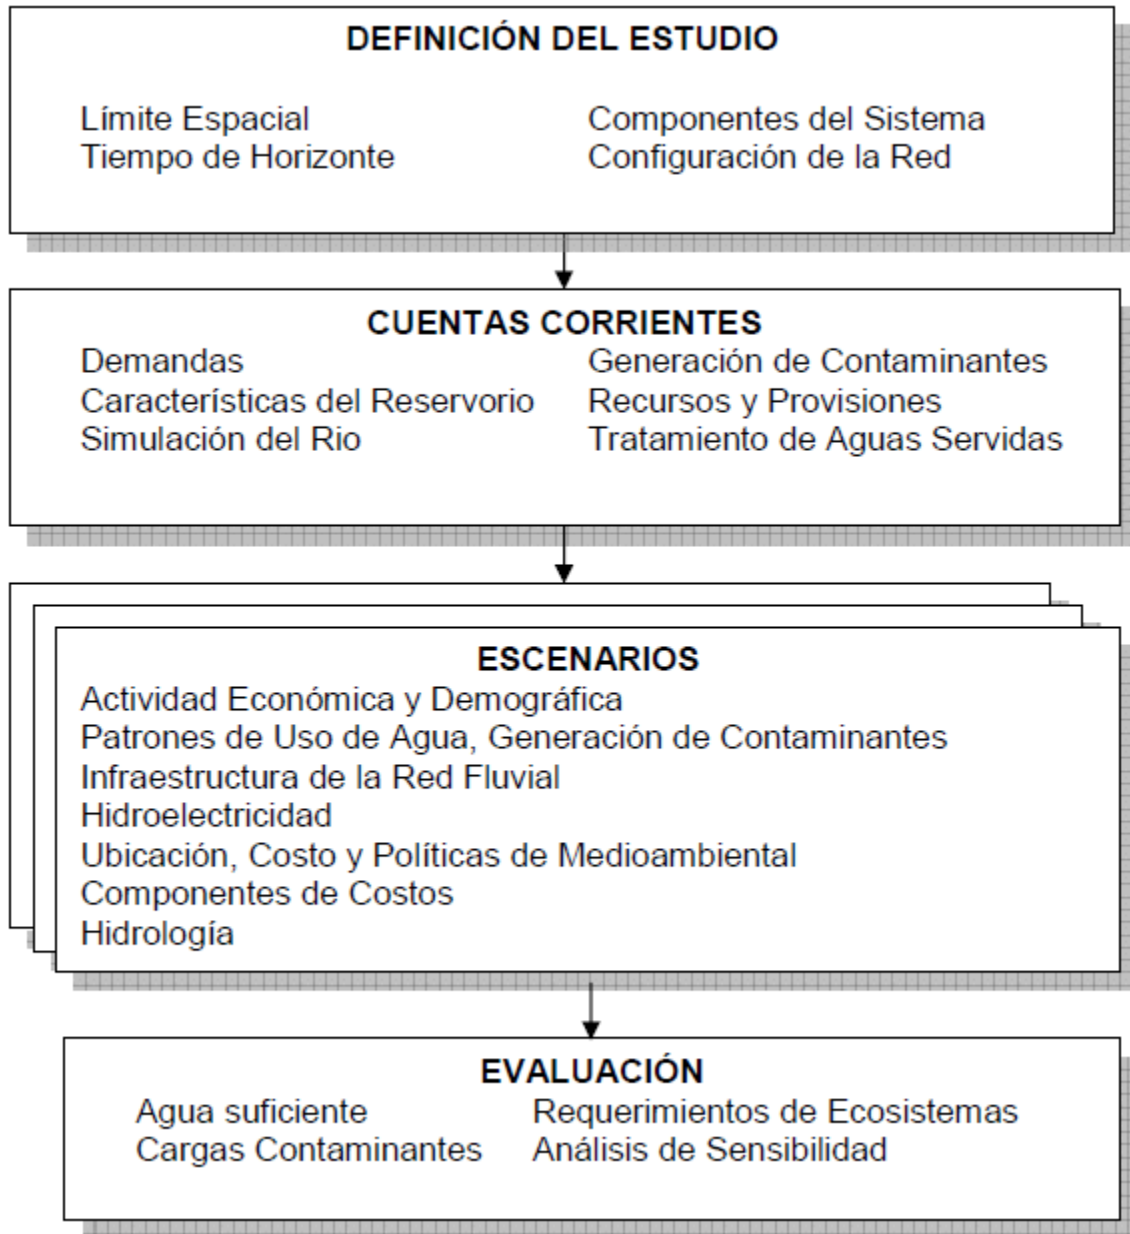 DEFINICIÓN DEL ESTUDIO
Límite Espacial Componentes del Sistema
Tiempo de Horizonte Configuración de la Red
CUENTAS CORRIENTES
Demandas Generación de Contaminantes
Características del Reservorio Recursos y Provisiones
Simulación del Rio Tratamiento de Aguas Servidas
ESCENARIOS
Actividad Económica y Demográfica
Patrones de Uso de Agua, Generación de Contaminantes
Infraestructura de la Red Fluvial
Hidroelectricidad
Ubicación, Costo y Políticas de Medioambiental
Componentes de Costos
Hidrología
EVALUACIÓN
Agua suficiente Requerimientos de Ecosistemas
Cargas Contaminantes Análisis de Sensibilidad